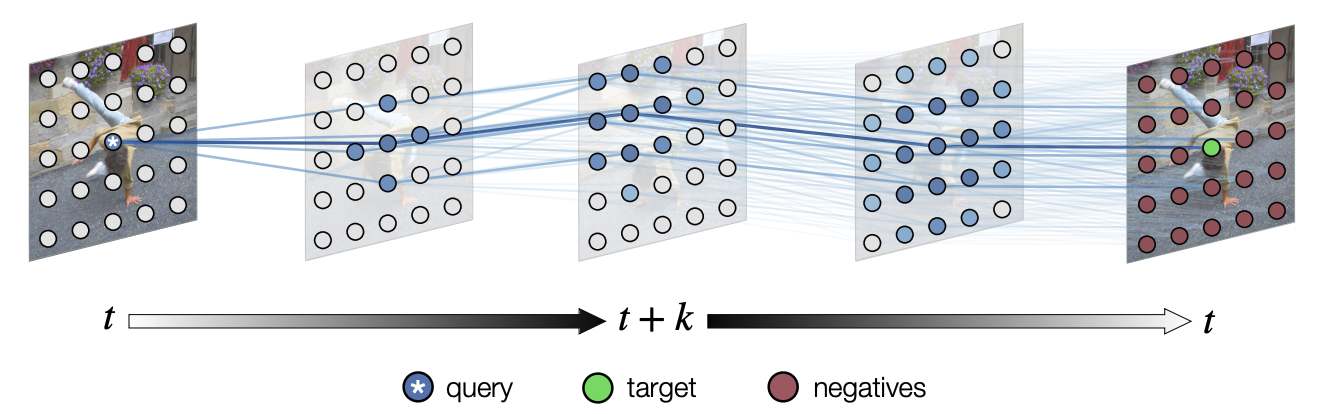 t t + k t
* query target negatives